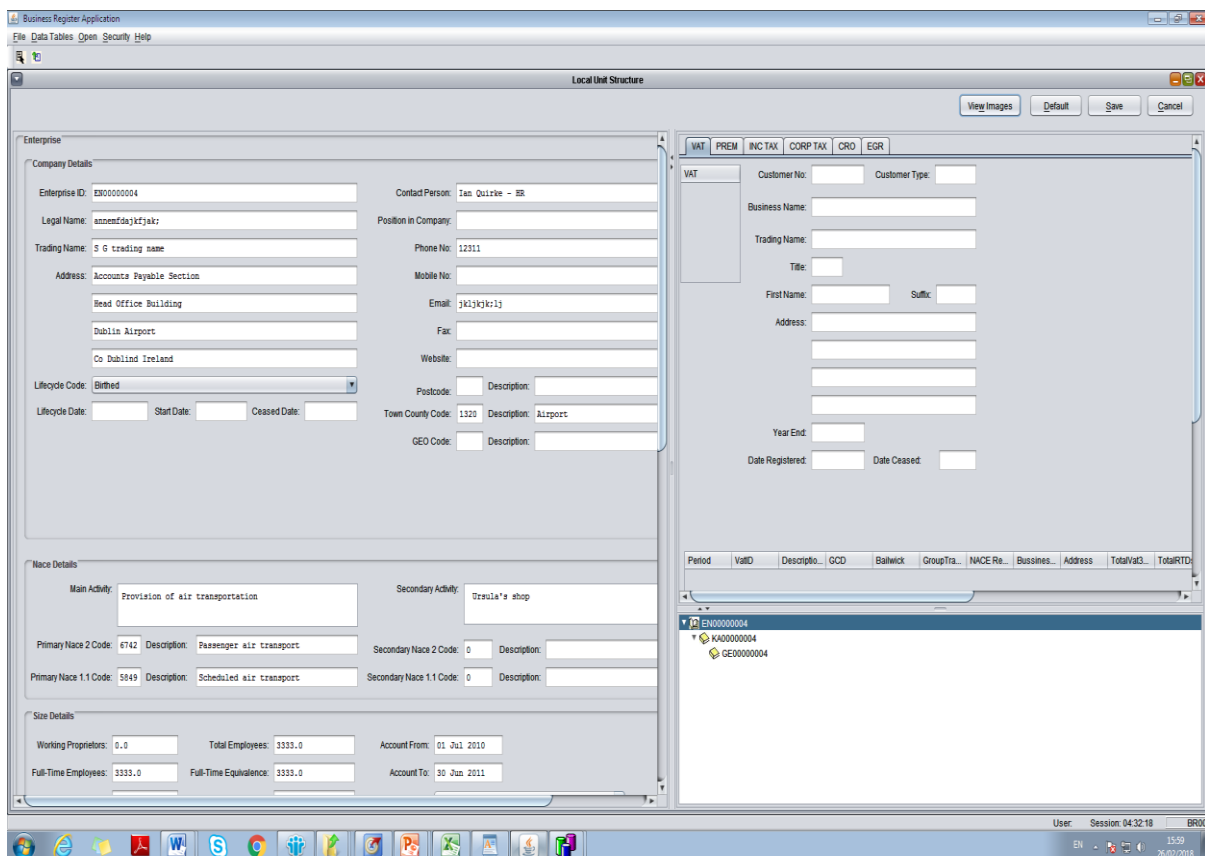 Business Register Application
File Data Tables Open Security Help
Local Unit Structure
View Images Default Save Cancel
Enterprise
Company Details
Enterprise ID: EN00000004 Contact Person: Ian Quirke - HR
Legal Name: annemfdajkfjak; Position in Company:
Trading Name: S G trading name Phone No: 12311
Address: Accounts Payable Section Mobile No:
Head Office Building Email: jkljkjk;lj
Dublin Airport Fax:
Co Dublind Ireland Website:
Lifecycle Code: Birthed Postcode: Description:
Lifecycle Date: Start Date: Ceased Date: Town County Code: 1320 Description: Airport
GEO Code: Description:
Nace Details
Main Activity: Provision of air transportation Secondary Activity: Ursula's shop
Primary Nace 2 Code: 6742 Description: Passenger air transport Secondary Nace 2 Code: 0 Description:
Primary Nace 1.1 Code: 5849 Description: Scheduled air transport Secondary Nace 1.1 Code: 0 Description:
Size Details
Working Proprietors: 0.0 Total Employees: 3333.0 Account From: 01 Jul 2010
Full-Time Employees: 3333.0 Full-Time Equivalence: 3333.0 Account To: 30 Jun 2011
VAT PREM INC TAX CORP TAX CRO EGR
VAT Customer No: Customer Type:
Business Name:
Trading Name:
Title:
First Name: Suffix:
Address:
Year End:
Date Registered: Date Ceased:
Period VatID Descriptio... GCD Bailwick GroupTra... NACE Re... Bussines... Address TotalVat3... TotalRTD
EN00000004
KA00000004
GE00000004
User: Session: 04:32:18 BR00
EN 15:59
26/02/2018